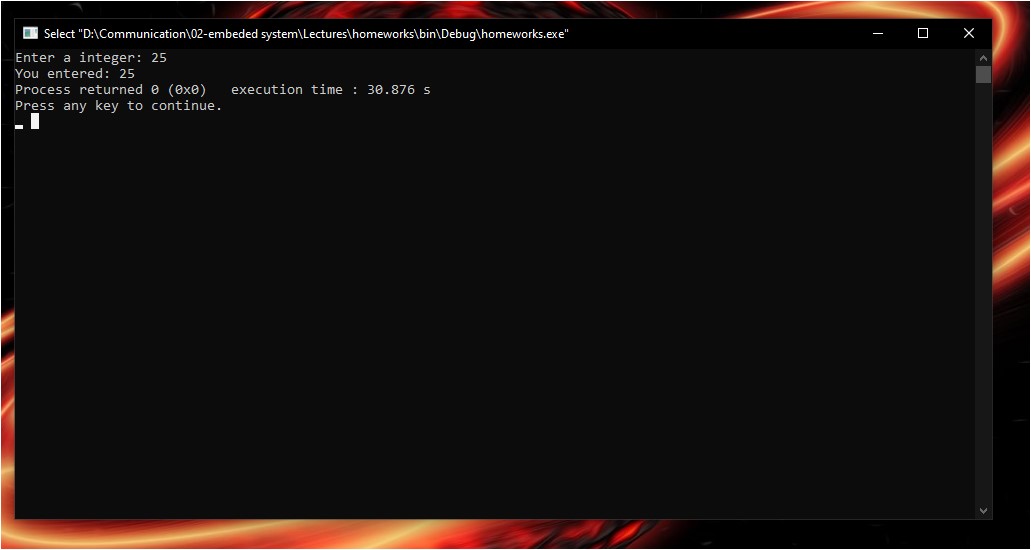 Select "D:\Communication\02-embeded system\Lectures\homeworks\bin\Debug\homeworks.exe"
Enter a integer: 25
You entered: 25
Process returned 0 (0x0)   execution time : 30.876 s
Press any key to continue.